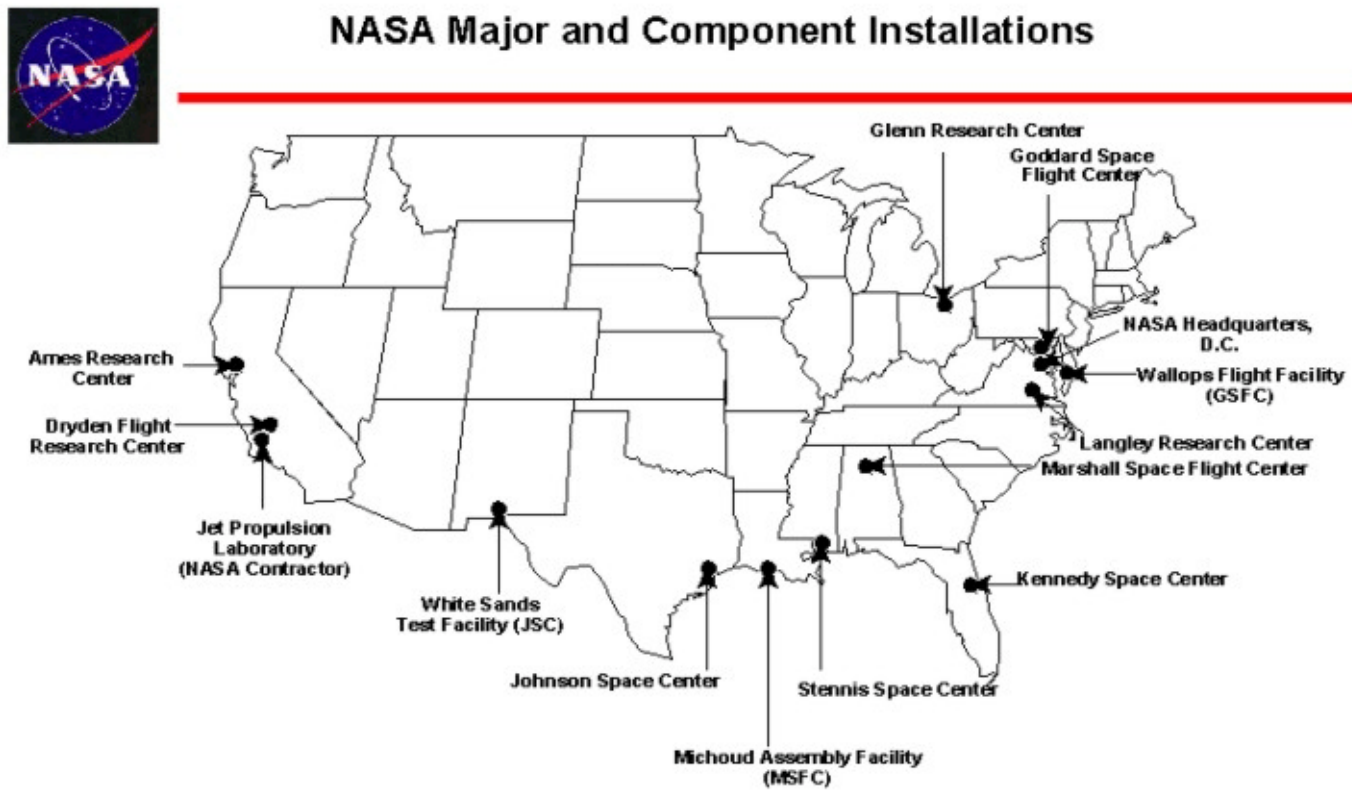 NASA Major and Component Installations
NASA
Glenn Research Center
Goddard Space
Flight Center
NASA Headquarters,
D.C.
Ames Research
Center
Wallops Flight Facility
(GSFC)
Dryden Flight
Research Center
Langley Research Center
Marshall Space Flight Center
Jet Propulsion
Laboratory
(NASA Contractor)
Kennedy Space Center
White Sands
Test Facility (JSC)
Johnson Space Center
Stennis Space Center
Michoud Assembly Facility
(MSFC)